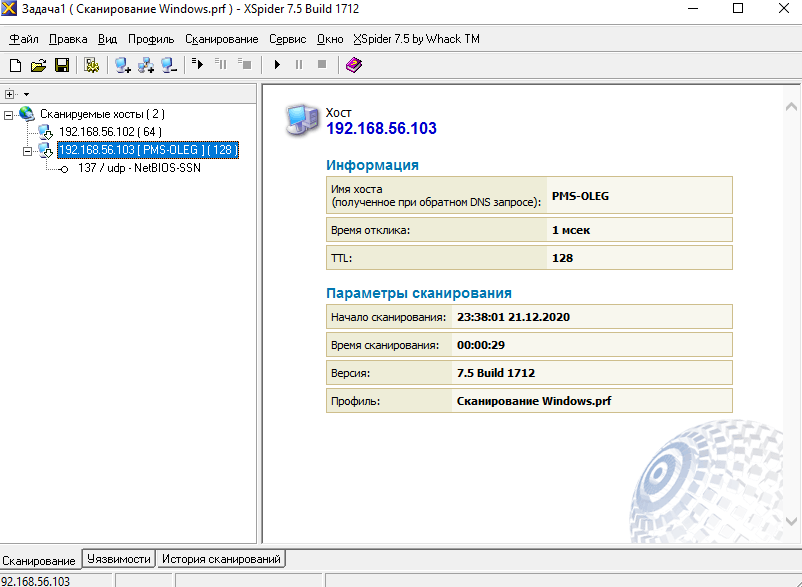 Задача1 ( Сканирование Windows.prf ) - XSpider 7.5 Build 1712
Файл Правка Вид Профиль Сканирование Сервис Окно XSpider 7.5 by Whack TM
Сканируемые хосты ( 2 )
192.168.56.102 ( 64 )
192.168.56.103 [ PMS-OLEG ] ( 128 )
137 / udp - NetBIOS-SSN
Хост
192.168.56.103
Информация
Имя хоста
(полученное при обратном DNS запросе): PMS-OLEG
Время отклика: 1 мсек
TTL: 128
Параметры сканирования
Начало сканирования: 23:38:01 21.12.2020
Время сканирования: 00:00:29
Версия: 7.5 Build 1712
Профиль: Сканирование Windows.prf
Сканирование Уязвимости История сканирований
92.168.56.103